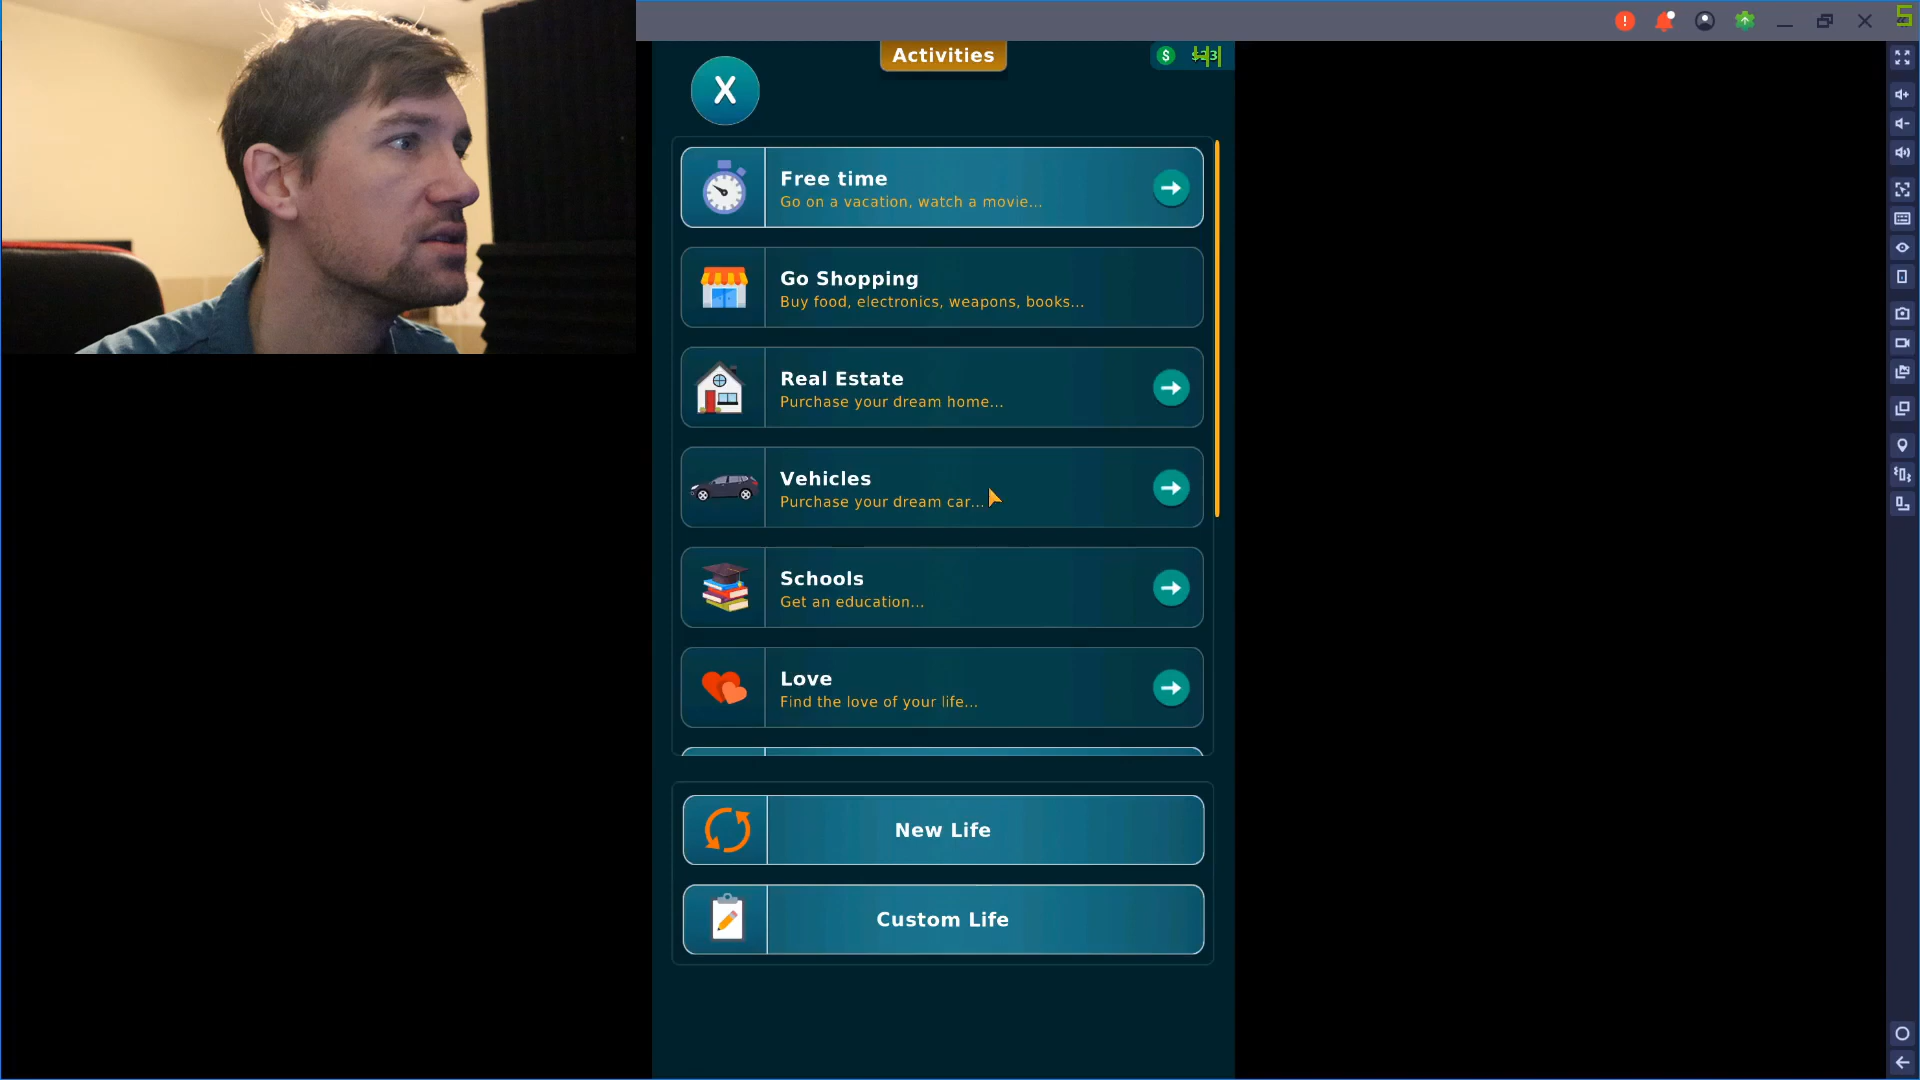 Activities
X
Free time
Go on a vacation, watch a movie...
Go Shopping
Buy food, electronics, weapons, books...
Real Estate
Purchase your dream home...
Vehicles
Purchase your dream car...
Schools
Get an education...
Love
Find the love of your life...
New Life
Custom Life